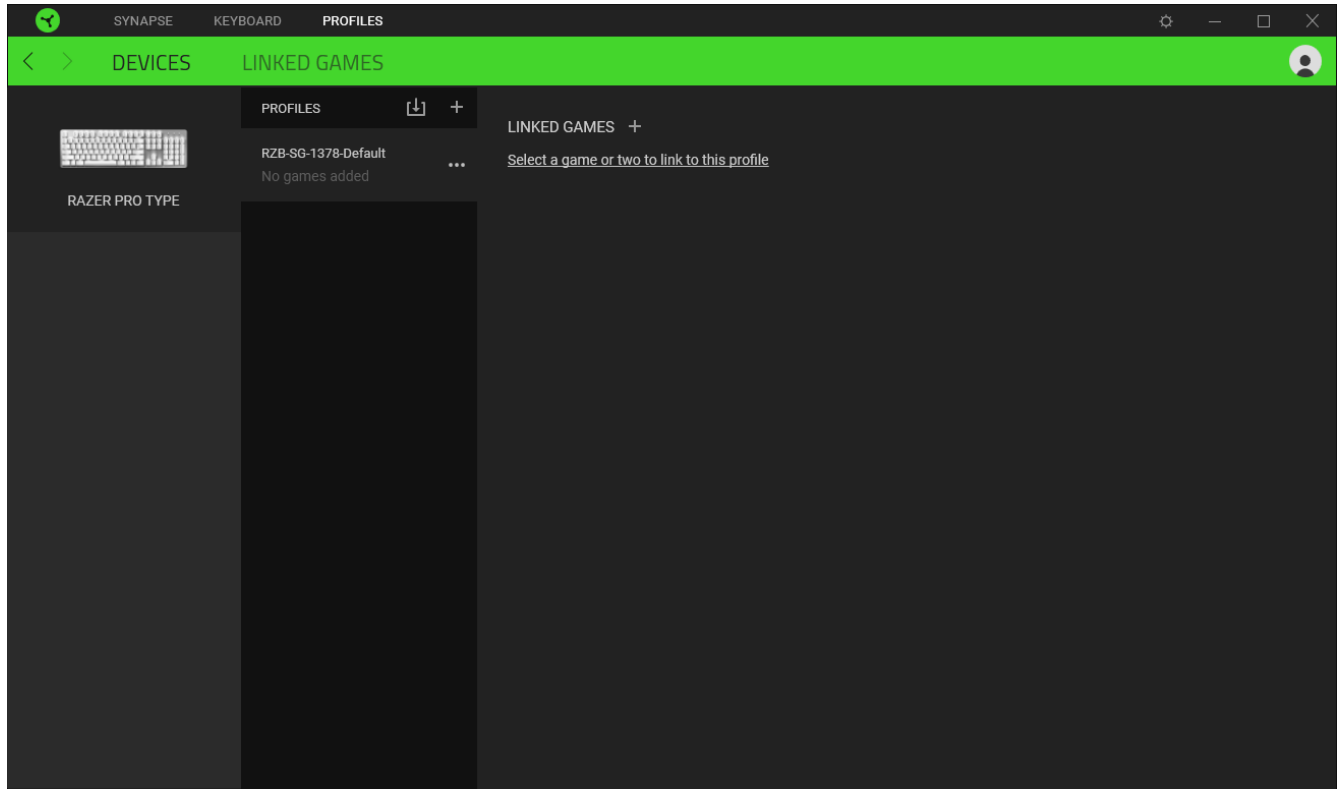 SYNAPSE KEYBOARD PROFILES
DEVICES LINKED GAMES
RAZER PRO TYPE
PROFILES
RZB-SG-1378-Default
No games added
LINKED GAMES
Select a game or two to link to this profile